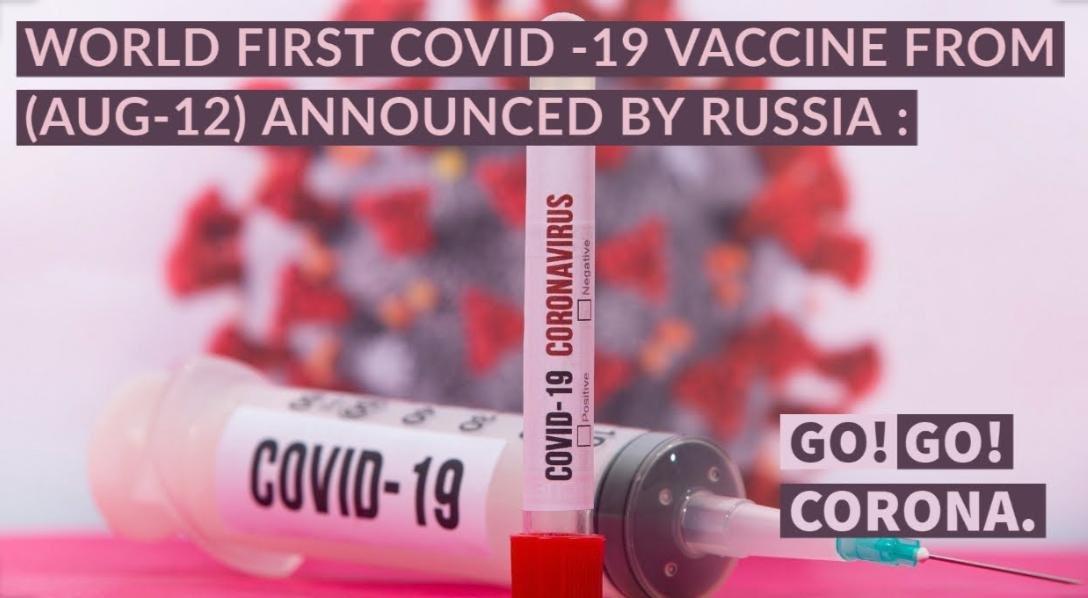 WORLD FIRST COVID -19 VACCINE FROM
(AUG-12) ANNOUNCED BY RUSSIA :
COVID-19 CORONAVIRUS
Positive
Negative
COVID-19
GO! GO!
CORONA.